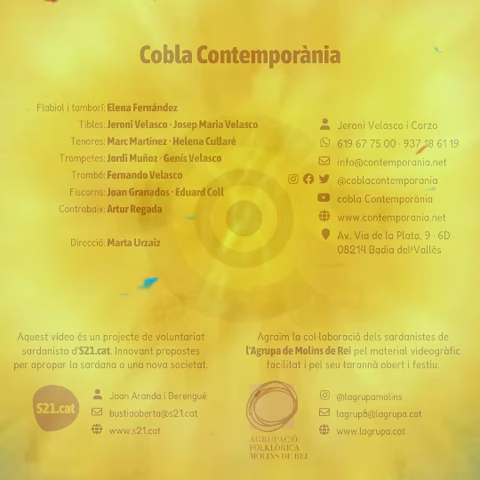 Cobla Contemporània
Flabiol i tamborí: Elena Fernández
Tibles: Jeroni Velasco · Josep Maria Velasco
Tenores: Marc Martínez · Helena Cullaré
Trompetes: Jordi Muñoz · Genís Velasco
Trombó: Fernando Velasco
Fiscorns: Joan Granados · Eduard Coll
Contrabaix: Artur Regada
Direcció: Marta Urzaiz
Jeroni Velasco i Corzo
619 67 75 00 · 937 18 61 19
info@contemporania.net
@coblacontemporania
cobla Contemporània
www.contemporania.net
Av. Via de la Plata, 9 · 6D
08214 Badia del Vallès
Aquest vídeo és un projecte de voluntariat
sardanista d'S21.cat. Innovant propostes
per apropar la sardana a una nova societat.
S21.cat
Joan Aranda i Berengué
bustiaoberta@s21.cat
www.s21.cat
Agraïm la col·laboració dels sardanistes de
l'Agrupa de Molins de Rei pel material videogràfic
facilitat i pel seu tarannà obert i festiu.
AGRUPACIÓ
FOLKLÒRICA
MOLINS DE REI
@lagrupamolins
lagrupa@lagrupa.cat
www.lagrupa.cat